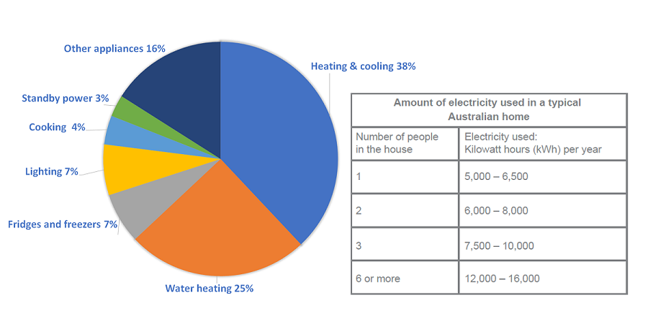 Other appliances 16%
Heating & cooling 38%
Standby power 3%
Cooking 4%
Lighting 7%
Fridges and freezers 7%
Water heating 25%
Amount of electricity used in a typical
Australian home
Number of people
in the house
Electricity used:
Kilowatt hours (kWh) per year
1
5,000 – 6,500
2
6,000 – 8,000
3
7,500 – 10,000
6 or more
12,000 – 16,000